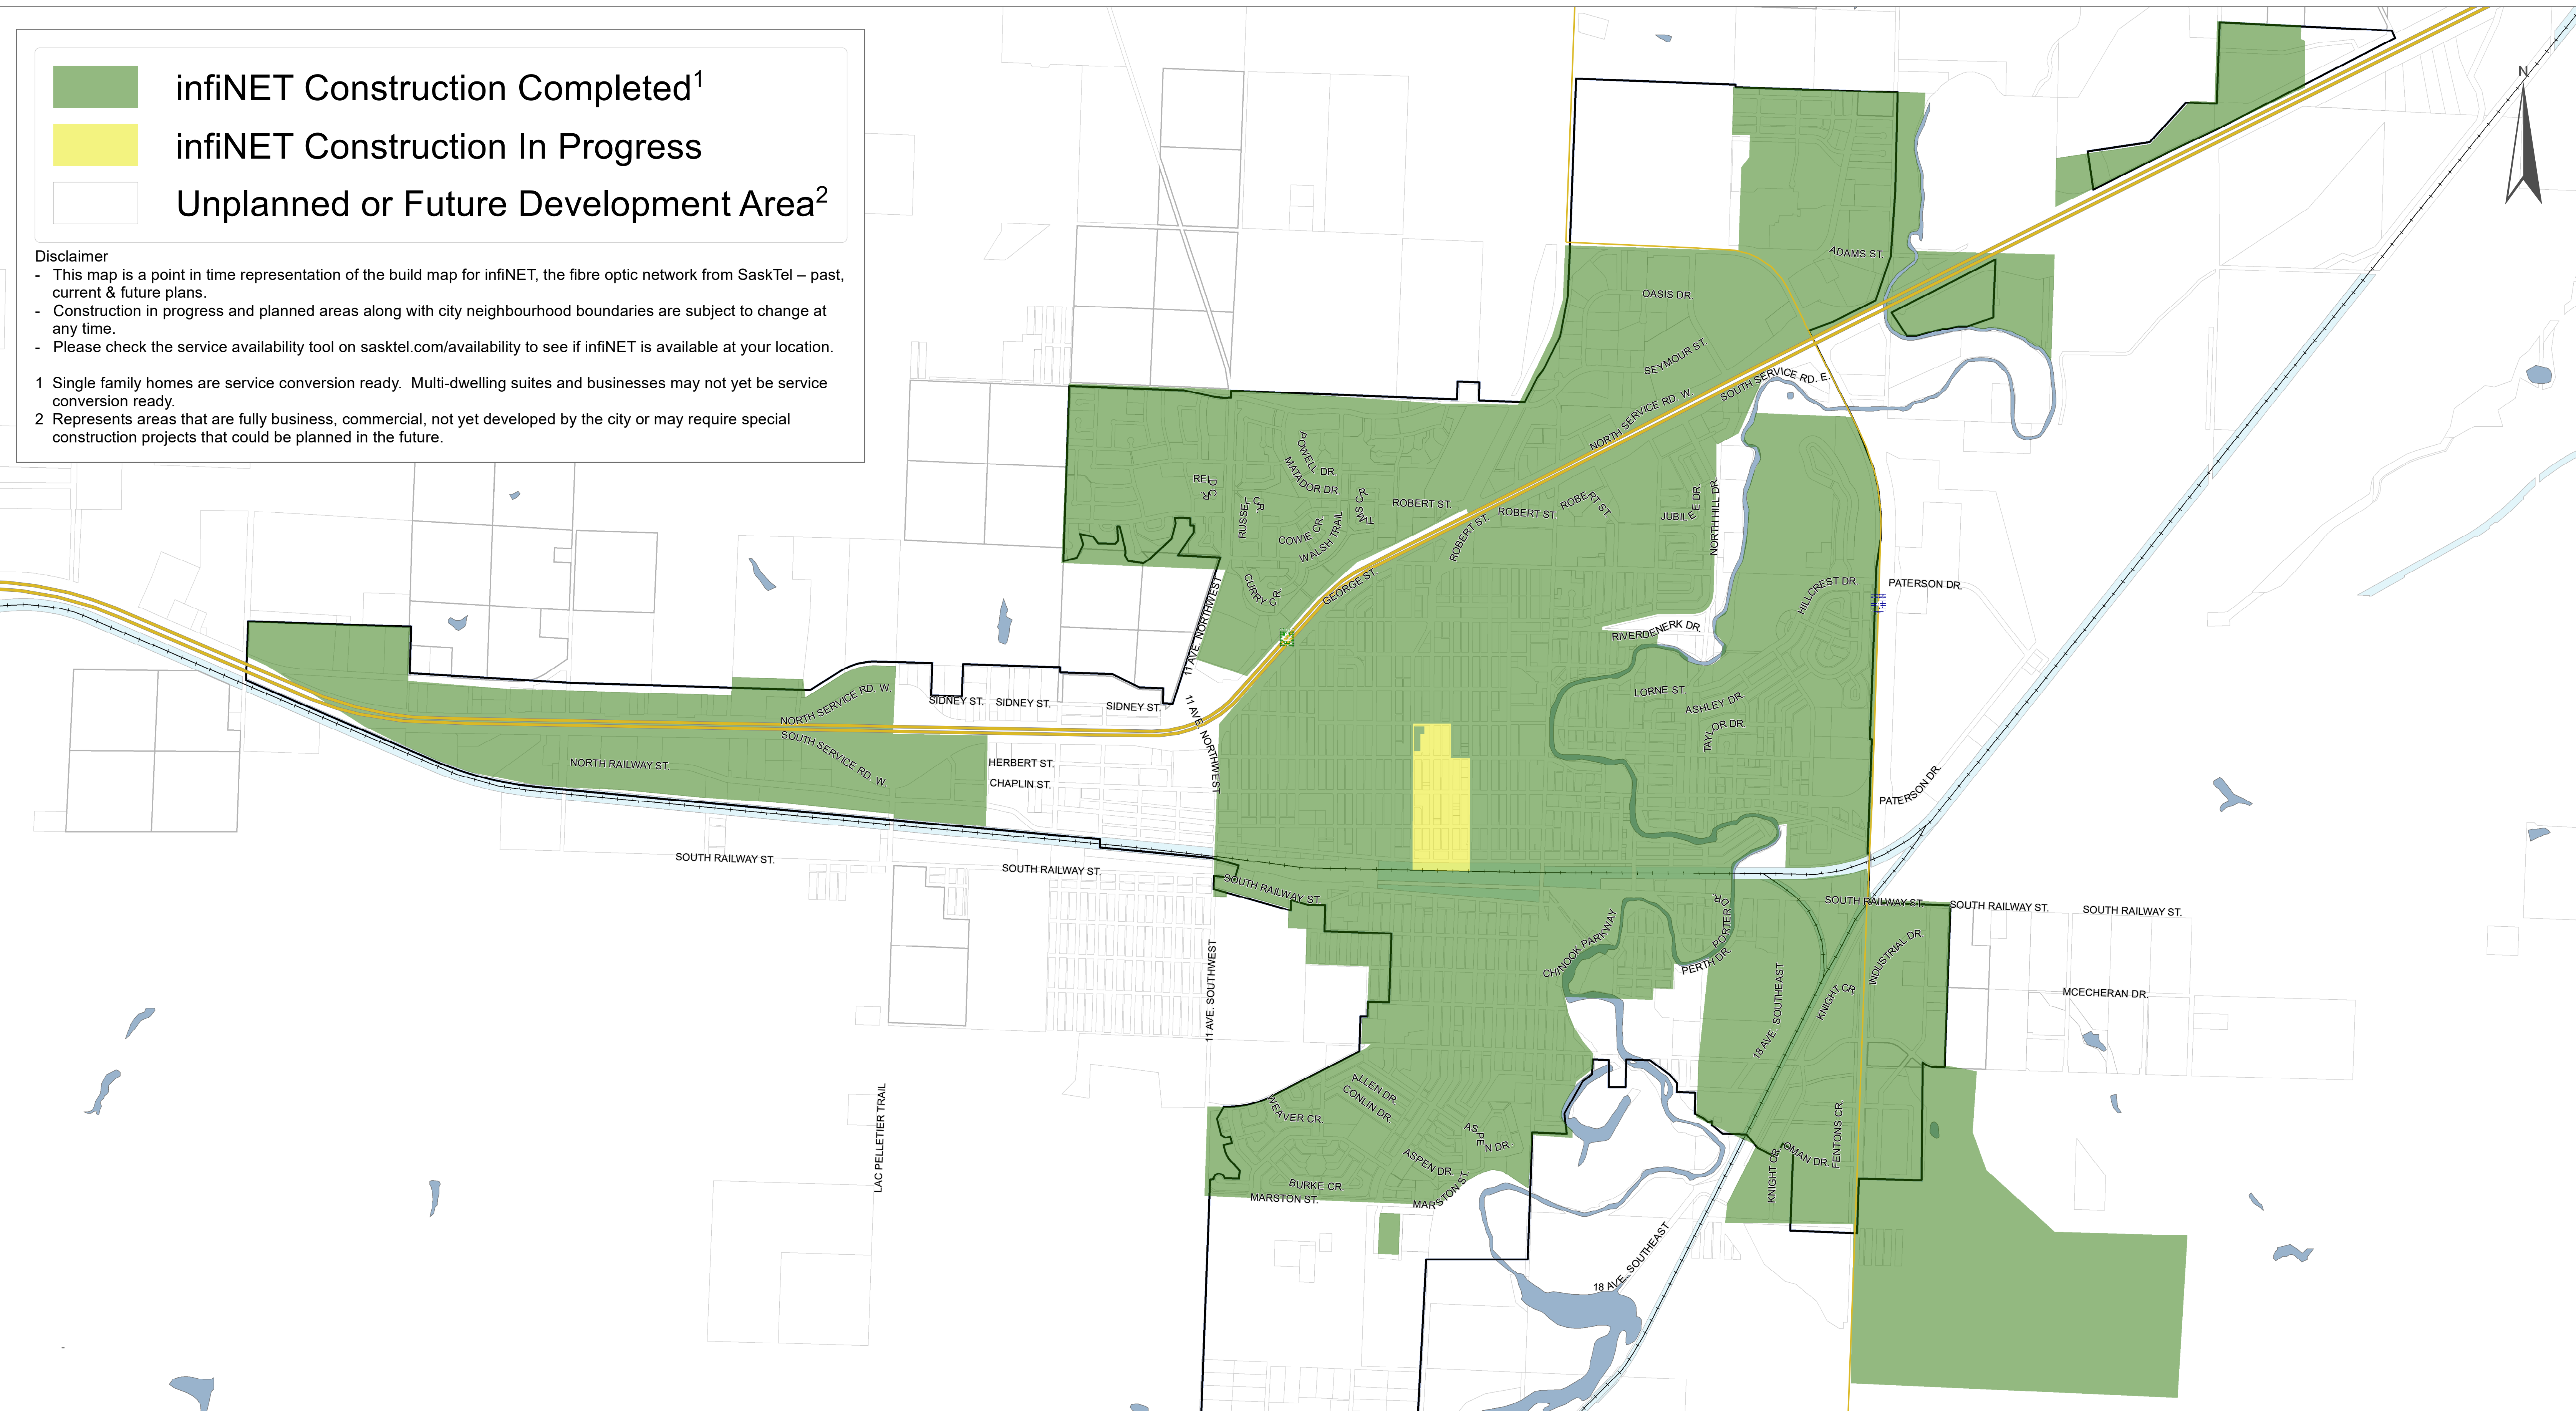 infiNET Construction Completed1
infiNET Construction In Progress
Unplanned or Future Development Area2
Disclaimer
- This map is a point in time representation of the build map for infiNET, the fibre optic network from SaskTel – past,
current & future plans.
- Construction in progress and planned areas along with city neighbourhood boundaries are subject to change at
any time.
- Please check the service availability tool on sasktel.com/availability to see if infiNET is available at your location.
1 Single family homes are service conversion ready. Multi-dwelling suites and businesses may not yet be service
conversion ready.
2 Represents areas that are fully business, commercial, not yet developed by the city or may require special
construction projects that could be planned in the future.
N
ADAMS ST.
OASIS DR.
SEYMOUR ST.
SOUTH SERVICE RD. E.
NORTH SERVICE RD. W.
POWELL DR.
MATADOR DR
REID CR
RUSSEL CR
TIMS CR
ROBERT ST.
ROBERT ST.
ROBERT ST
ROBERT ST.
JUBILEE DR
NORTH HILL DR.
COWIE CR.
WALSH TRAIL
CURRY CR.
GEORGE ST.
HILLCREST DR
PATERSON DR.
11 AVE. NORTHWEST
RIVERDENERK DR.
LORNE ST
ASHLEY DR.
TAYLOR DR.
NORTH SERVICE RD W
SIDNEY ST.
SIDNEY ST.
SIDNEY ST.
11 AVE. NORTHWEST
SOUTH SERVICE RD. W.
NORTH RAILWAY ST.
HERBERT ST.
CHAPLIN ST.
PATERSON DR.
SOUTH RAILWAY ST.
SOUTH RAILWAY ST.
SOUTH RAILWAY ST.
SOUTH RAILWAY ST.
SOUTH RAILWAY ST.
SOUTH RAILWAY ST.
PORTER DR
CHINOOK PARKWAY
PERTH DR
INDUSTRIAL DR.
11 AVE. SOUTHWEST
18 AVE. SOUTHEAST
KNIGHT CR
MCECHERAN DR.
ALLEN DR.
CONLIN DR.
WEAVER CR.
LAC PELLETIER TRAIL
ASPEN DR.
ASPEN DR.
FENTONS CR.
KNIGHT CR.
BURKE CR
MARSTON ST.
MARSTON ST
18 AVE. SOUTHEAST